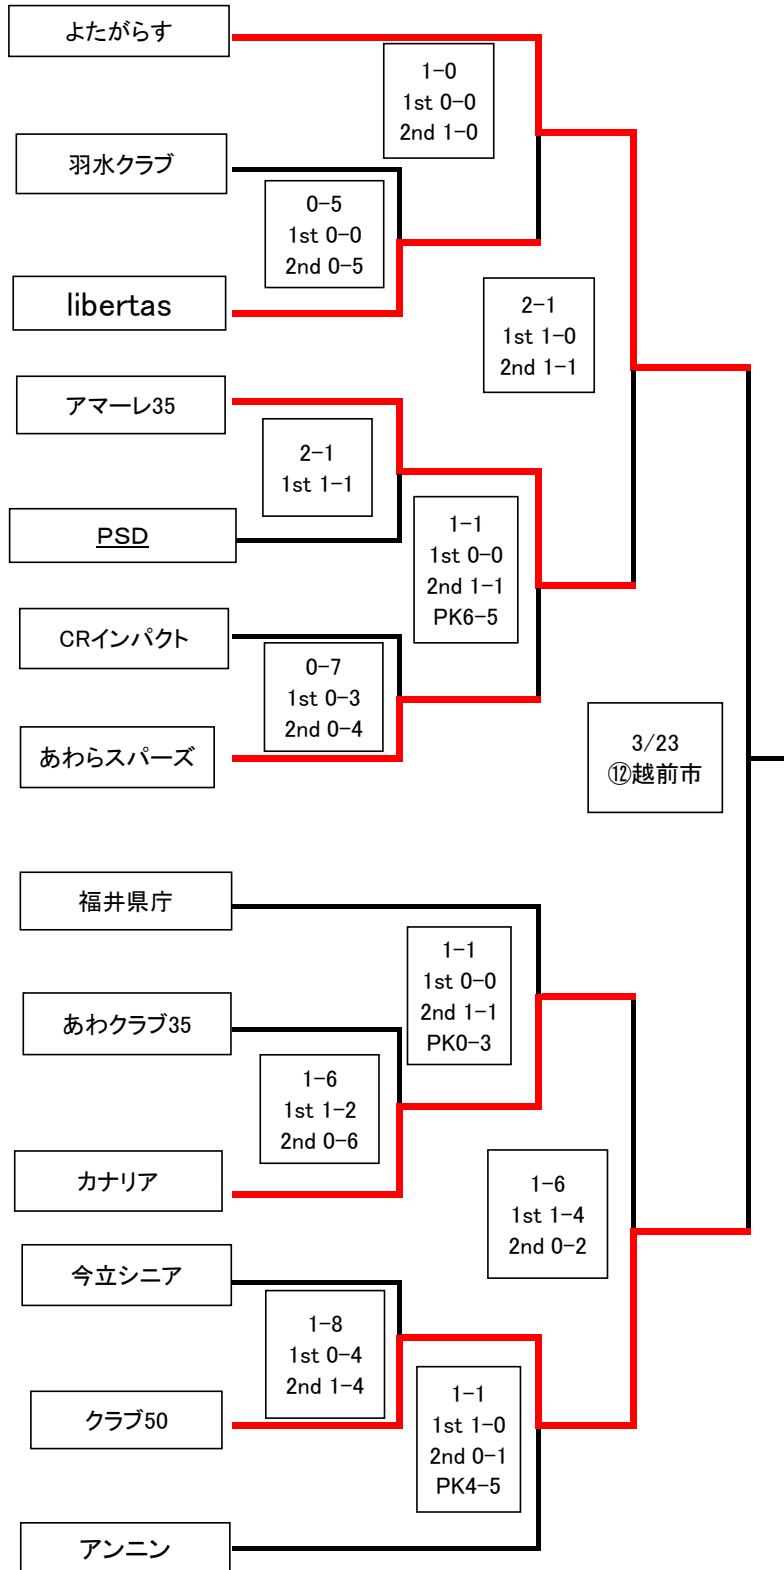 よたがらす
1-0
1st 0-0
2nd 1-0
羽水クラブ
0-5
1st 0-0
2nd 0-5
libertas
2-1
1st 1-0
2nd 1-1
アマーレ35
2-1
1st 1-1
PSD
1-1
1st 0-0
2nd 1-1
PK6-5
CRインパクト
0-7
1st 0-3
2nd 0-4
あわらスパーズ
3/23
⑫越前市
福井県庁
1-1
1st 0-0
2nd 1-1
PK0-3
あわクラブ35
1-6
1st 1-2
2nd 0-6
カナリア
1-6
1st 1-4
2nd 0-2
今立シニア
1-8
1st 0-4
2nd 1-4
クラブ50
1-1
1st 1-0
2nd 0-1
PK4-5
アンニン